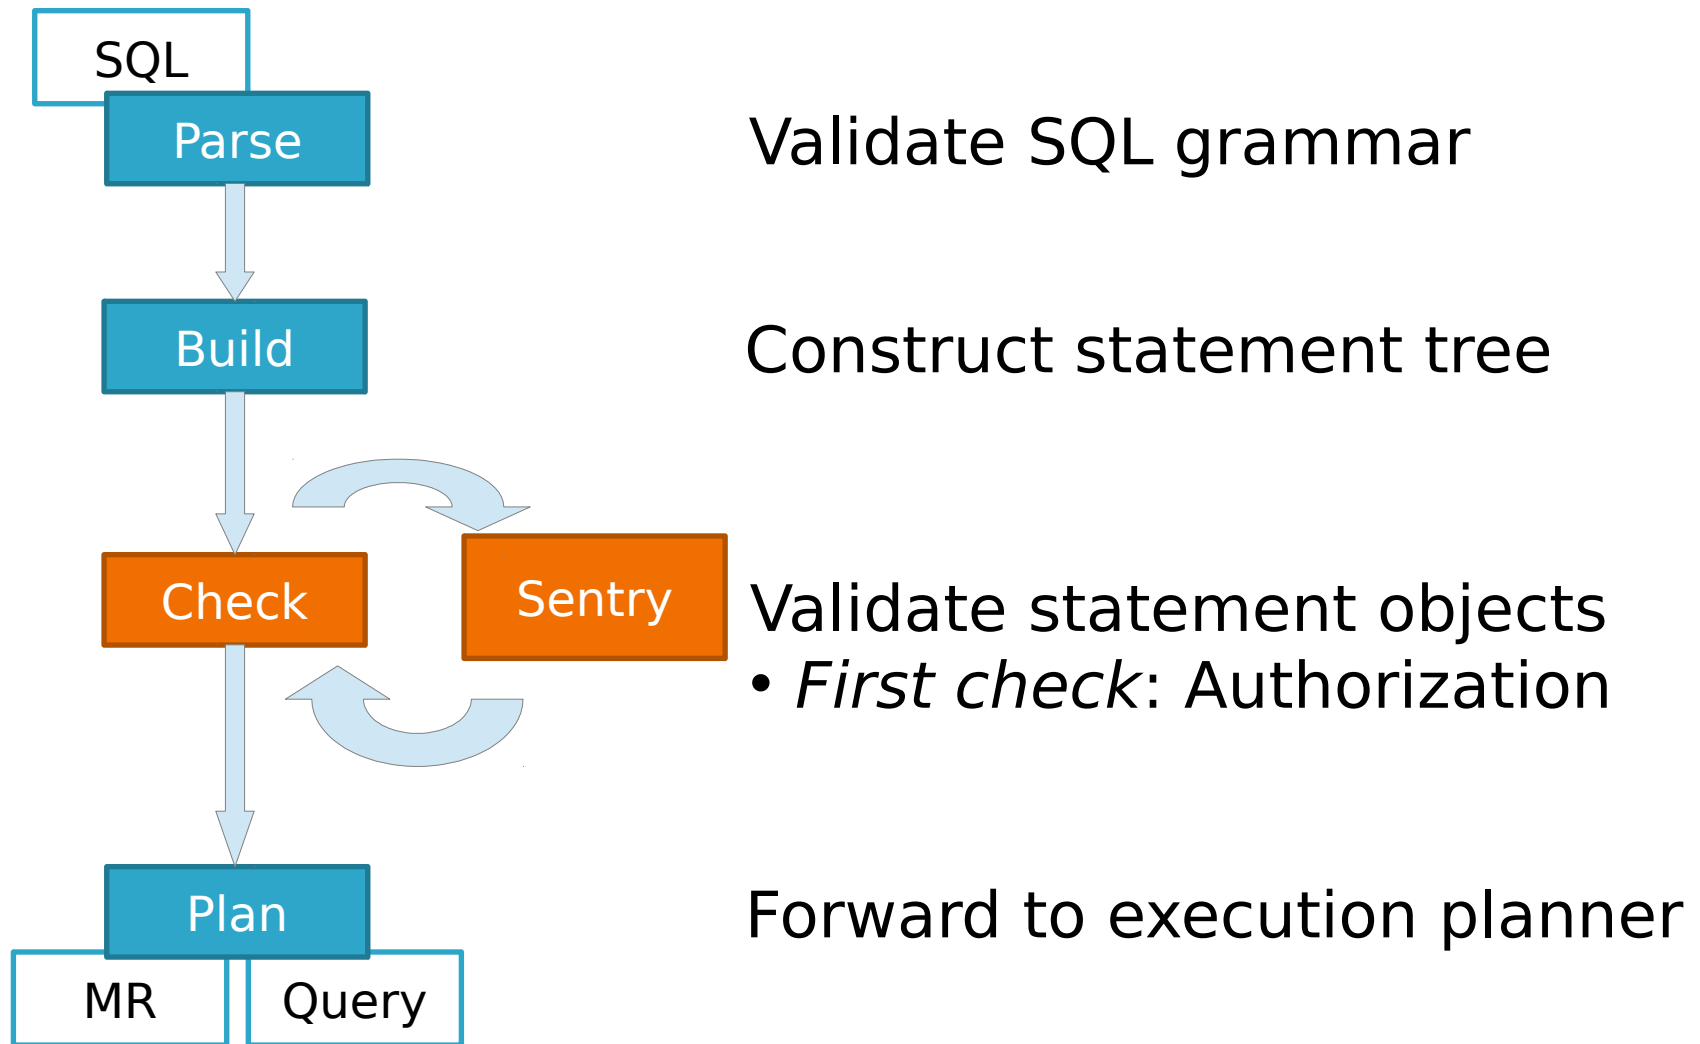 SQL
Parse
Validate SQL grammar
Build
Construct statement tree
Check
Sentry
Validate statement objects
• First check: Authorization
Plan
Forward to execution planner
MR
Query